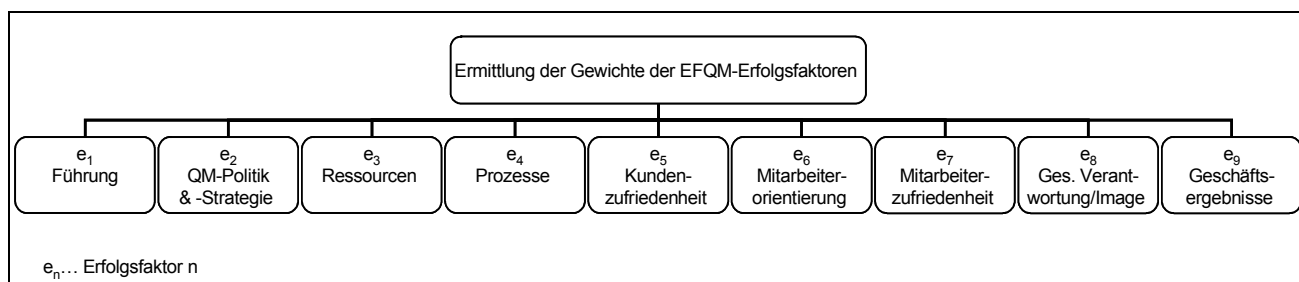 Ermittlung der Gewichte der EFQM-Erfolgsfaktoren
e1
Führung
e2
QM-Politik
& -Strategie
e3
Ressourcen
e4
Prozesse
e5
Kunden-
zufriedenheit
e6
Mitarbeiter-
orientierung
e7
Mitarbeiter-
zufriedenheit
e8
Ges. Verant-
wortung/Image
e9
Geschäfts-
ergebnisse
en… Erfolgsfaktor n